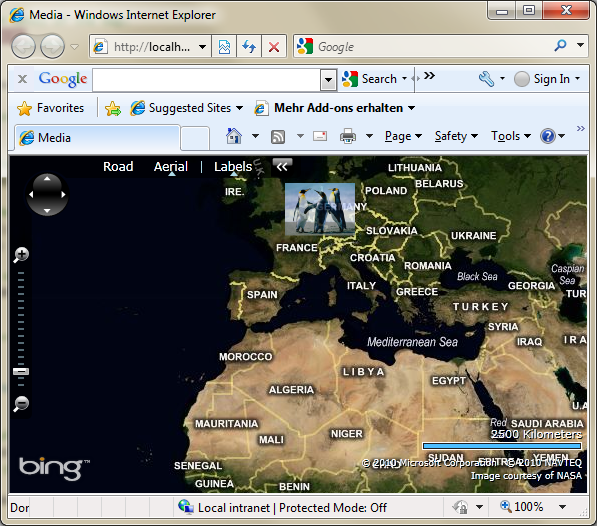 Media - Windows Internet Explorer
http://localh...
Google
x Google Search Sign In
Favorites Suggested Sites Mehr Add-ons erhalten
Media Page Safety Tools
Road Aerial | Labels
U.K.
LITHUANIA
IRE. POLAND BELARUS
GERMANY
SLOVAKIA UKRAINE
FRANCE
CROATIA
ROMANIA Black Sea Caspian Sea
ITALY GREECE GEORGIA TUR
SPAIN
TURKEY
SYRIA
Mediterranean Sea IRAQ IRA
MOROCCO
LIBYA
ALGERIA EGYPT
U.A
MAURITANIA Red SAUDI ARABIA
MALI NIGER 2500 Kilometers
SUDAN ERITREA YEMEN
SENEGAL © 2010 Microsoft Corporation © 2010 NAVTEQ
bing™ Image courtesy of NASA
GUINEA BENIN
Dor Local intranet | Protected Mode: Off 100%